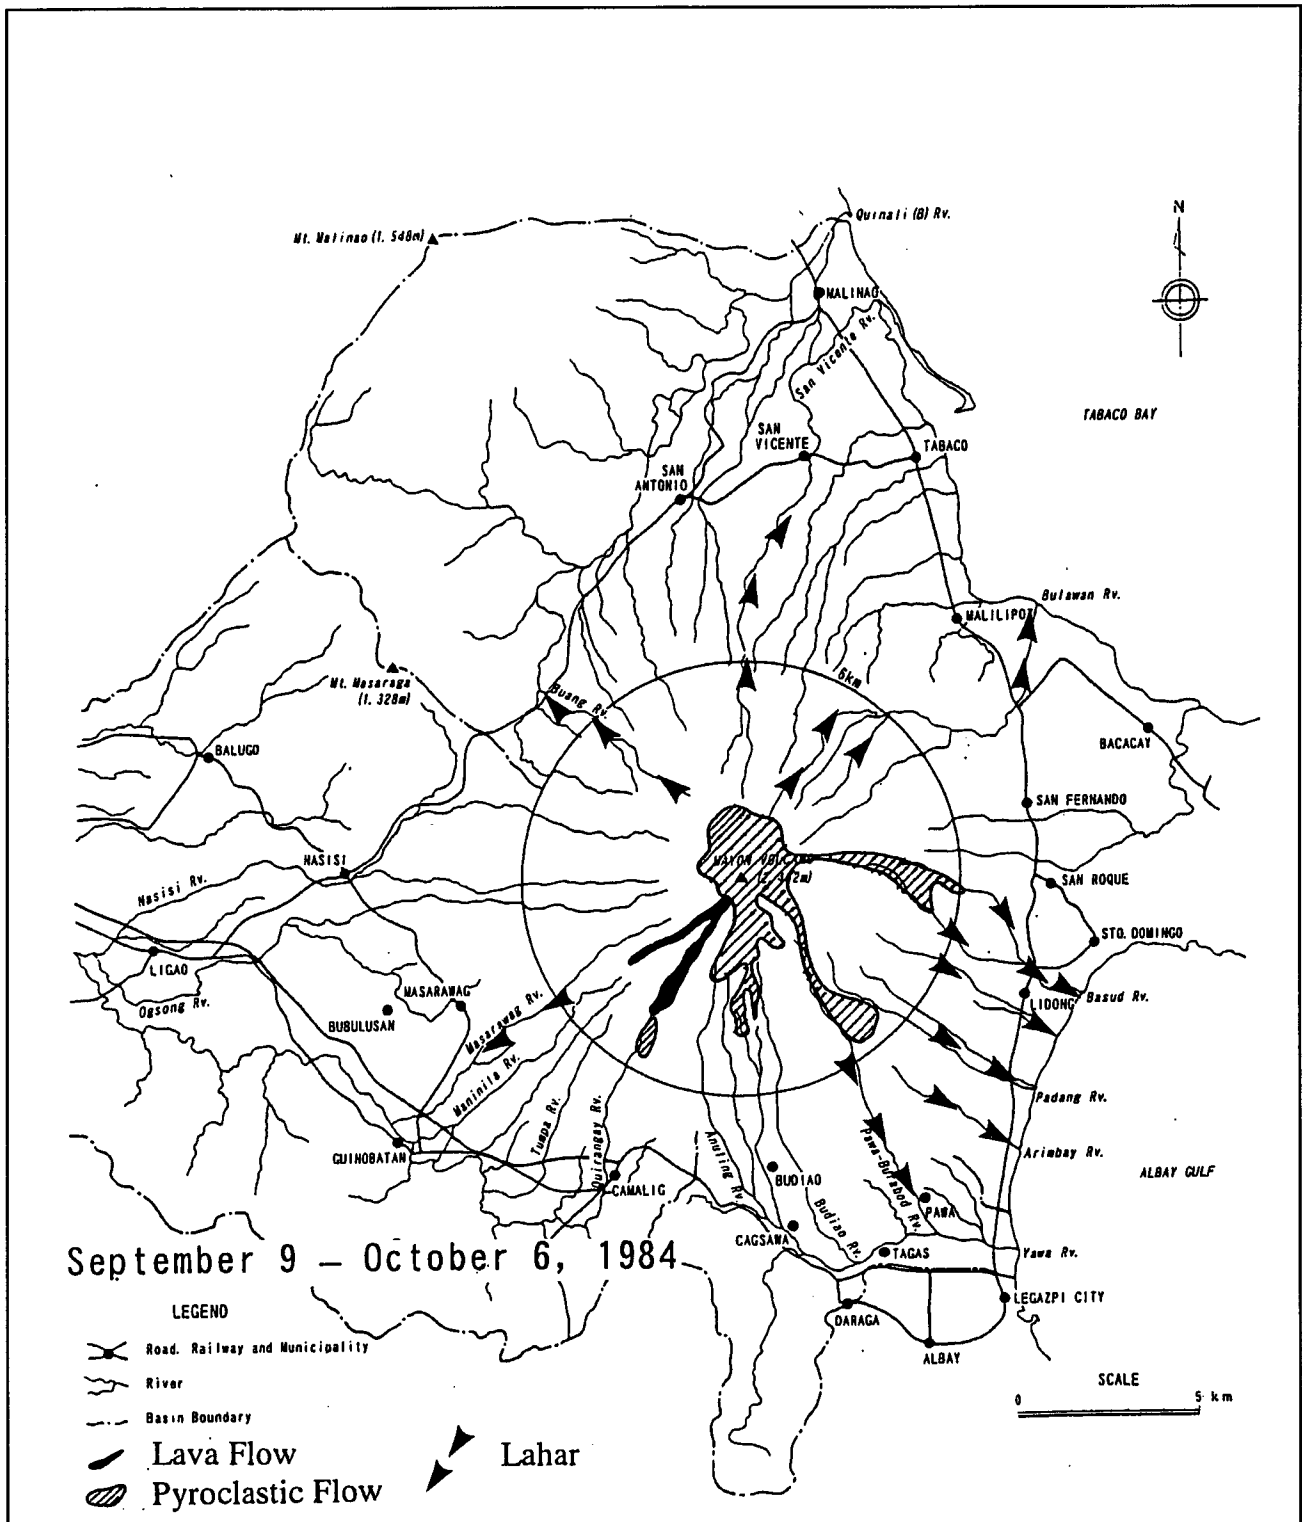 Quinali (B) Rv.
N
Mt. Malinao (1. 548m)
MALINAO
San Vicente Rv.
TABACO BAY
SAN
VICENTE
TABACO
SAN
ANTONIO
Bulawan Rv.
MALILIPOT
6km
Mt. Masaraga
(1. 328m)
Buang Rv.
BALUGO
BACACAY
SAN FERNANDO
NASISI
MAYON VOLCANO
(2. 462m)
SAN ROQUE
Nasisi Rv.
STO. DOMINGO
LIGAO
MASARAWAG
Ogsong Rv.
BUBULUSAN
Masarawag Rv.
LIDONG
Basud Rv.
Maninila Rv.
Padang Rv.
Tumpa Rv.
Quirangay Rv.
Anuling Rv.
Pawa-Burabod Rv.
Arimbay Rv.
GUINOBATAN
BUDIAO
ALBAY GULF
CAMALIG
PAWA
Budiao Rv.
CAGSAWA
TAGAS
Yawa Rv.
September 9 – October 6, 1984
LEGAZPI CITY
LEGEND
DARAGA
Road. Railway and Municipality
ALBAY
River
SCALE
0 5 km
Basin Boundary
Lava Flow
Lahar
Pyroclastic Flow